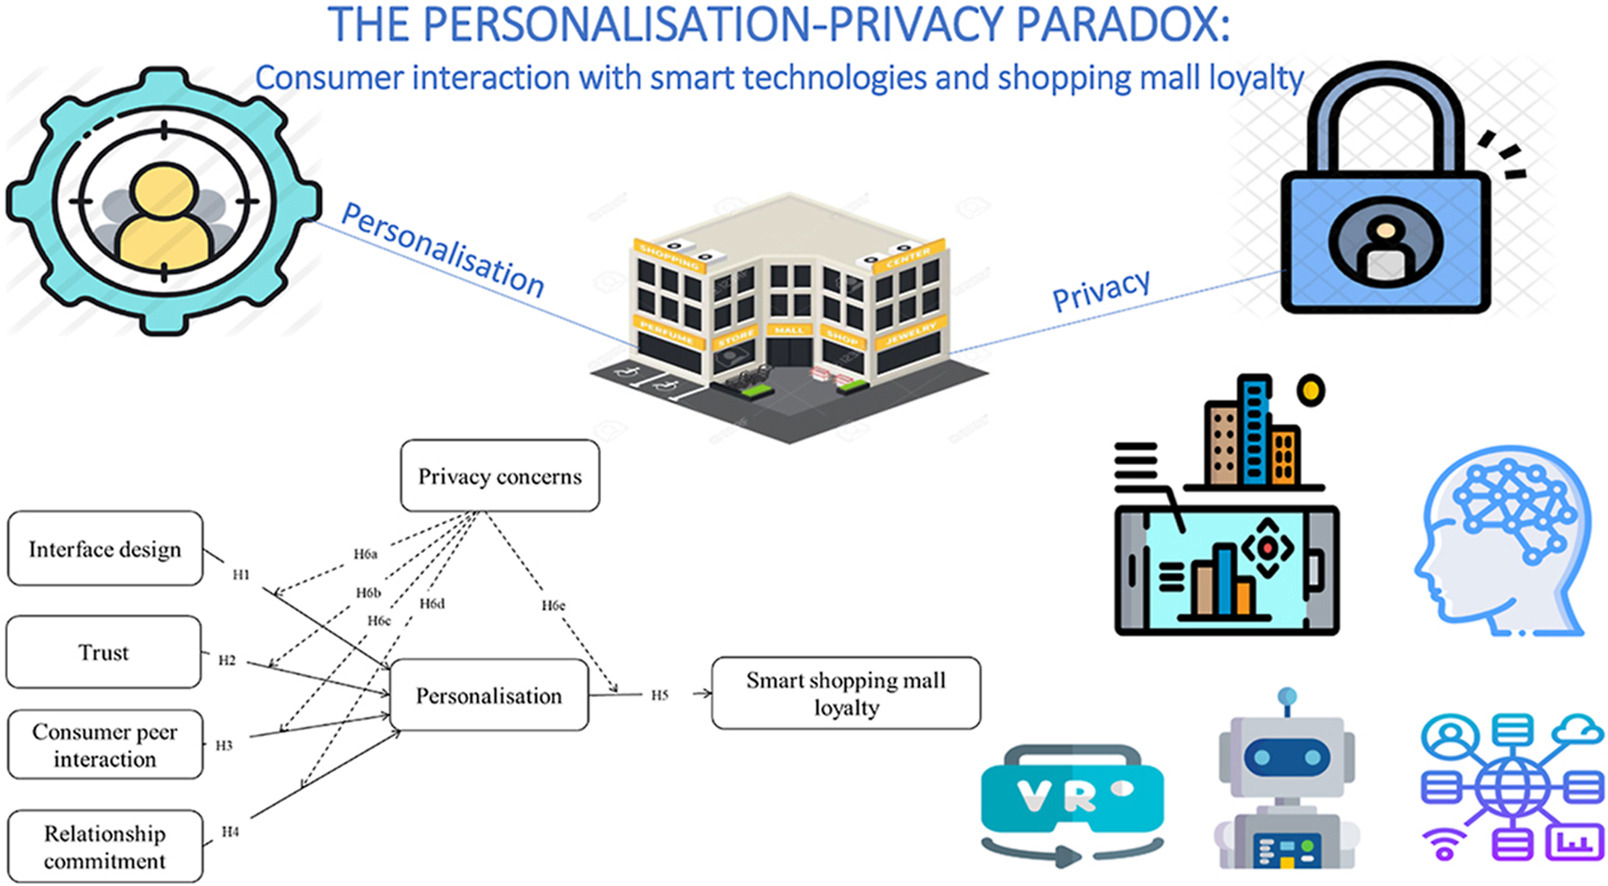 THE PERSONALISATION-PRIVACY PARADOX:
Consumer interaction with smart technologies and shopping mall loyalty
Personalisation
Privacy
SHOPPING
CENTER
PERFUME
STORE
MALL
SHOP
JEWELRY
Privacy concerns
Interface design
Trust
Consumer peer
interaction
Relationship
commitment
H1
H2
H3
H4
H6a
H6b
H6c
H6d
H6e
Personalisation
H5
Smart shopping mall
loyalty
VR